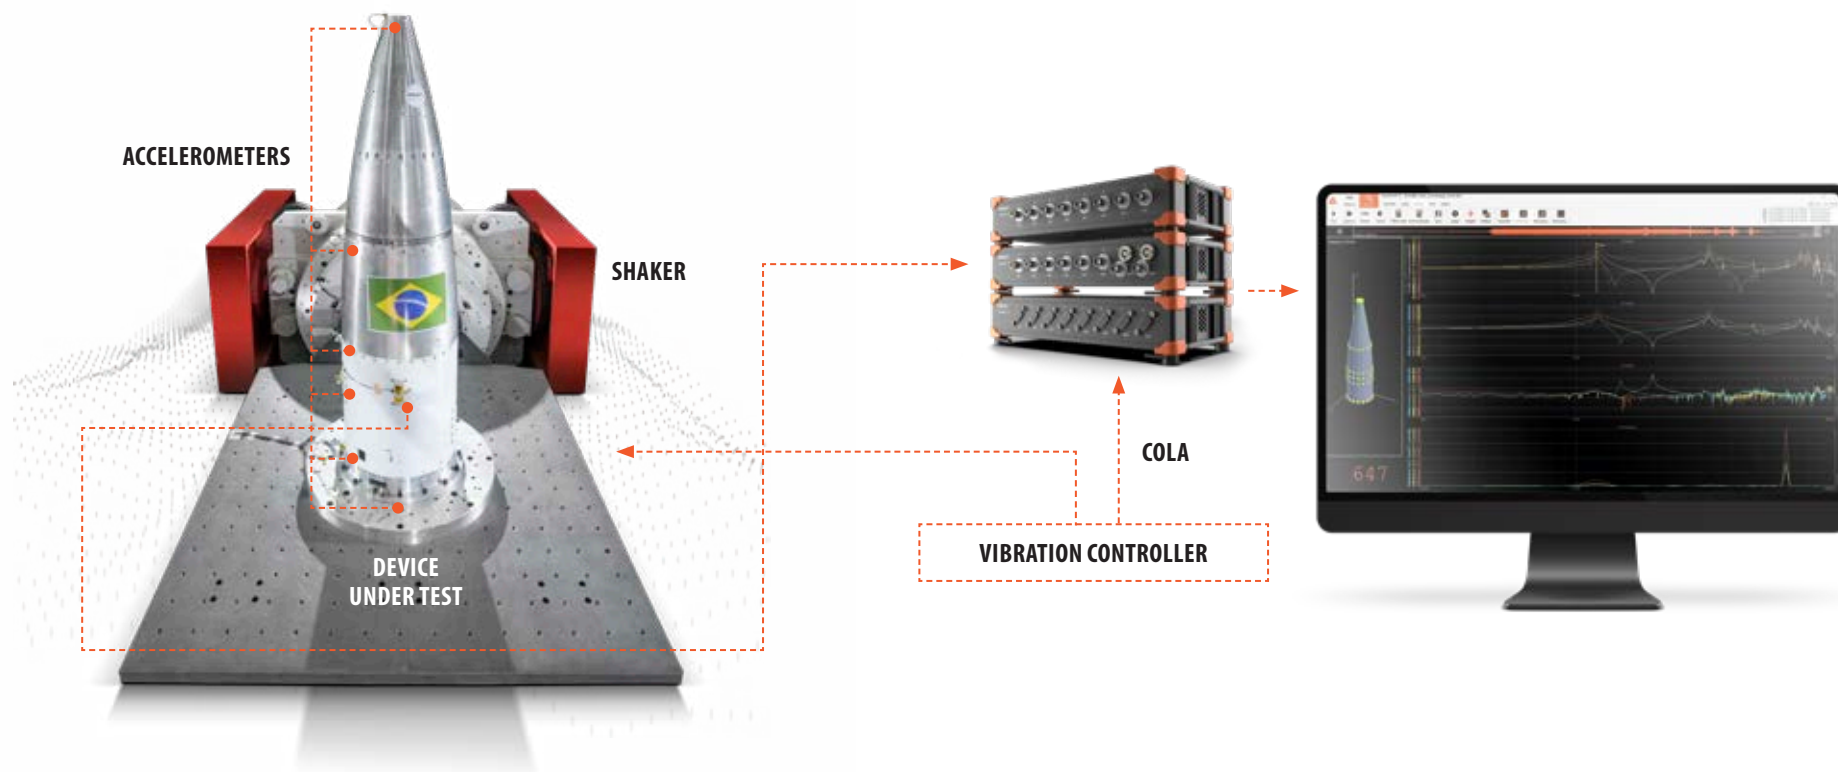 ACCELEROMETERS
SHAKER
DEVICE
UNDER TEST
COLA
VIBRATION CONTROLLER
647